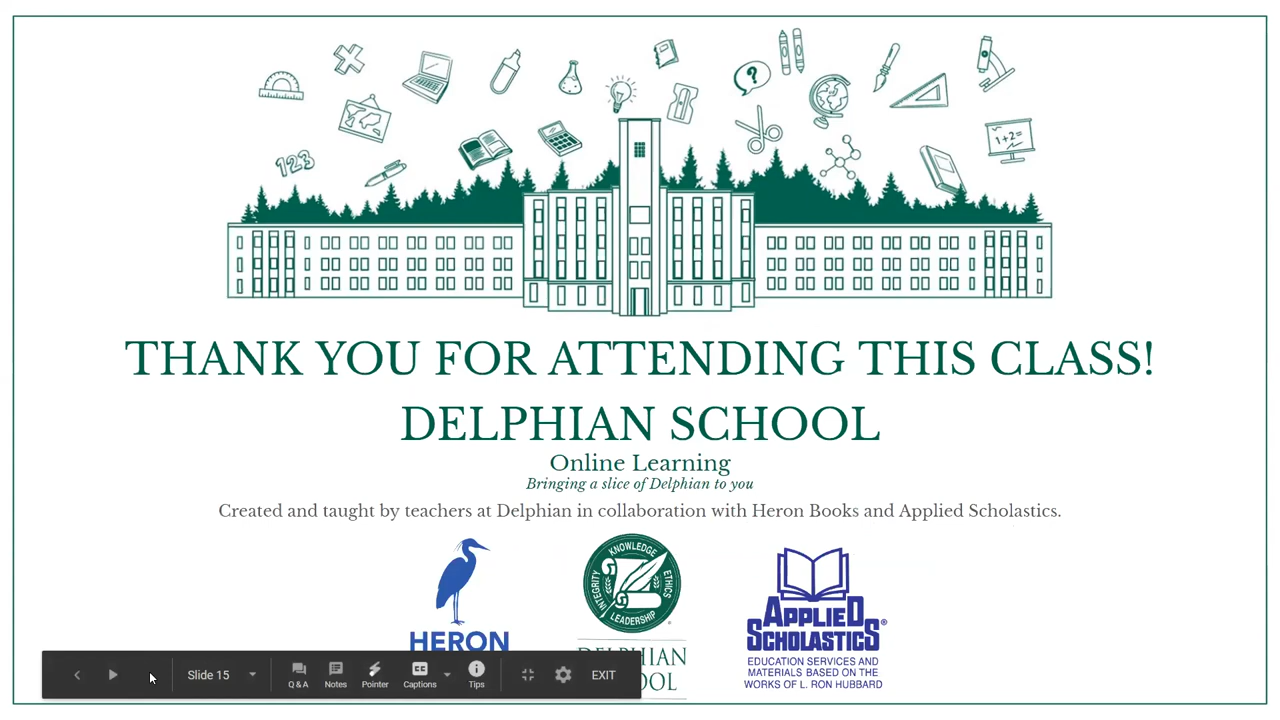 123
?
1+2=
THANK YOU FOR ATTENDING THIS CLASS!
DELPHIAN SCHOOL
Online Learning
Bringing a slice of Delphian to you
Created and taught by teachers at Delphian in collaboration with Heron Books and Applied Scholastics.
HERON
KNOWLEDGE
INTEGRITY
ETHICS
LEADERSHIP
APPLIED
SCHOLASTICS®
EDUCATION SERVICES AND
MATERIALS BASED ON THE
WORKS OF L. RON HUBBARD
Slide 15
Q & A
Notes
Pointer
Captions
Tips
EXIT